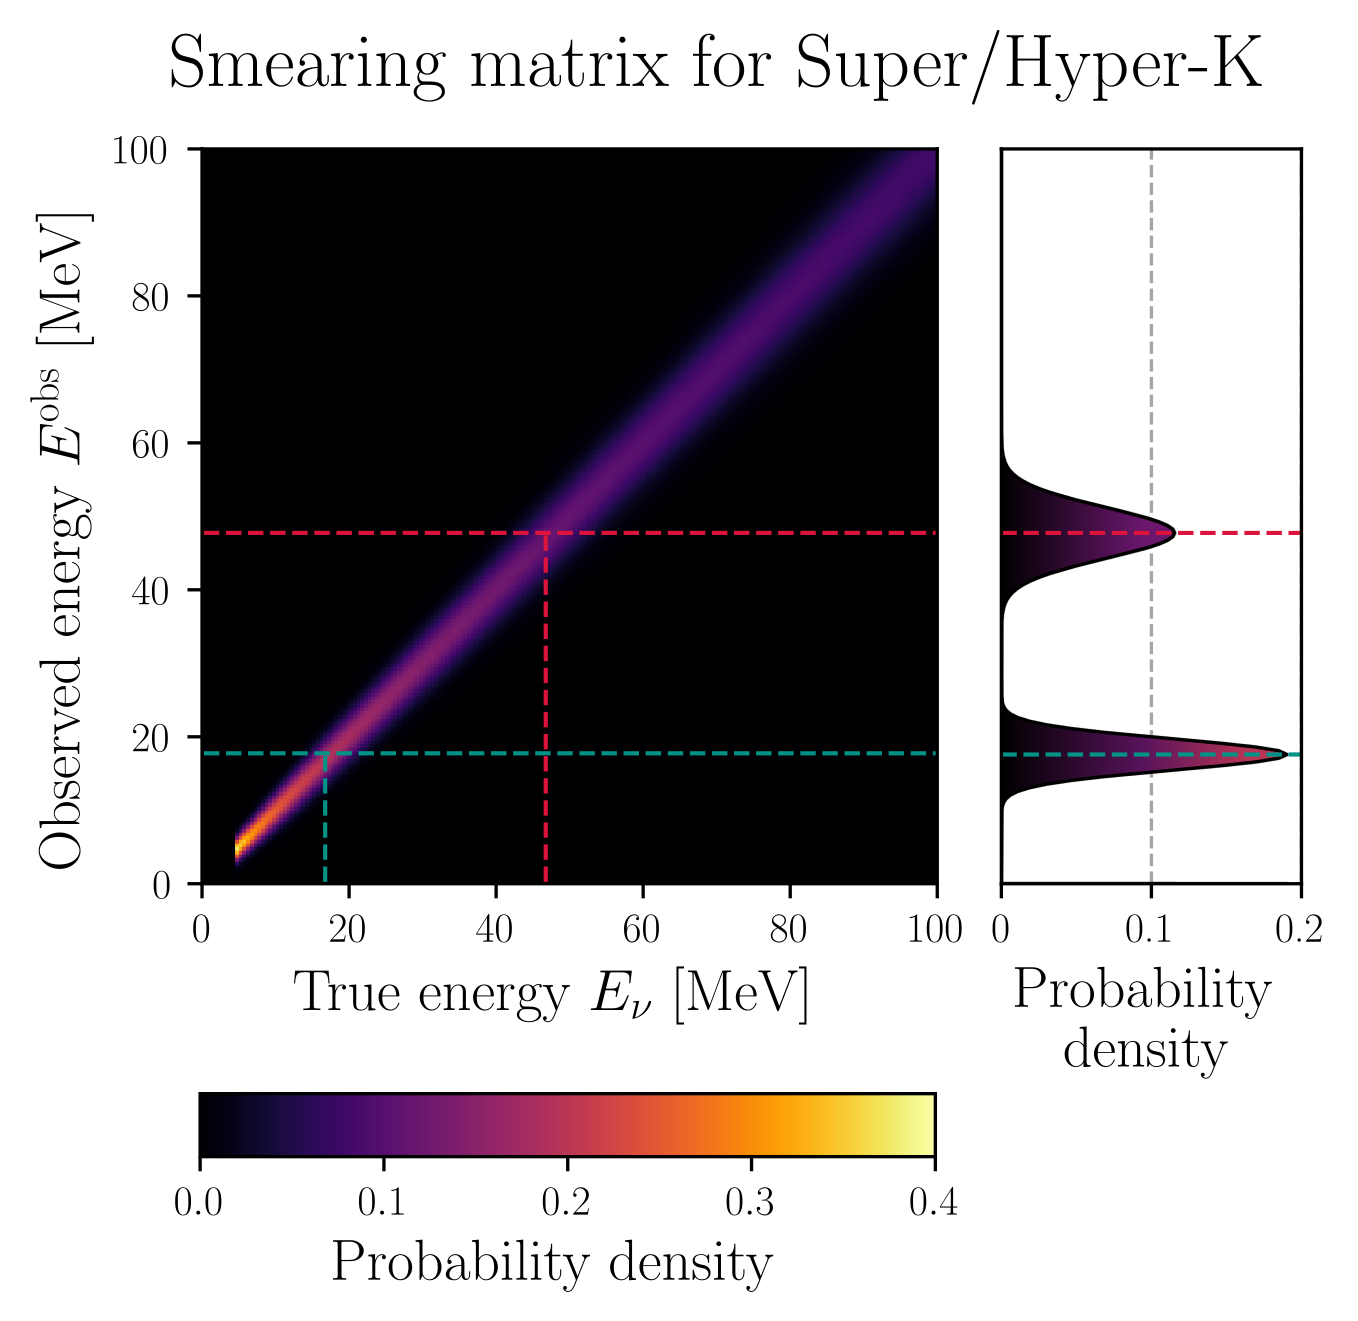 Smearing matrix for Super/Hyper-K
Observed energy E^obs [MeV]
100
80
60
40
20
0
0 20 40 60 80 100
True energy E_ν [MeV]
0 0.1 0.2
Probability
density
0.0 0.1 0.2 0.3 0.4
Probability density